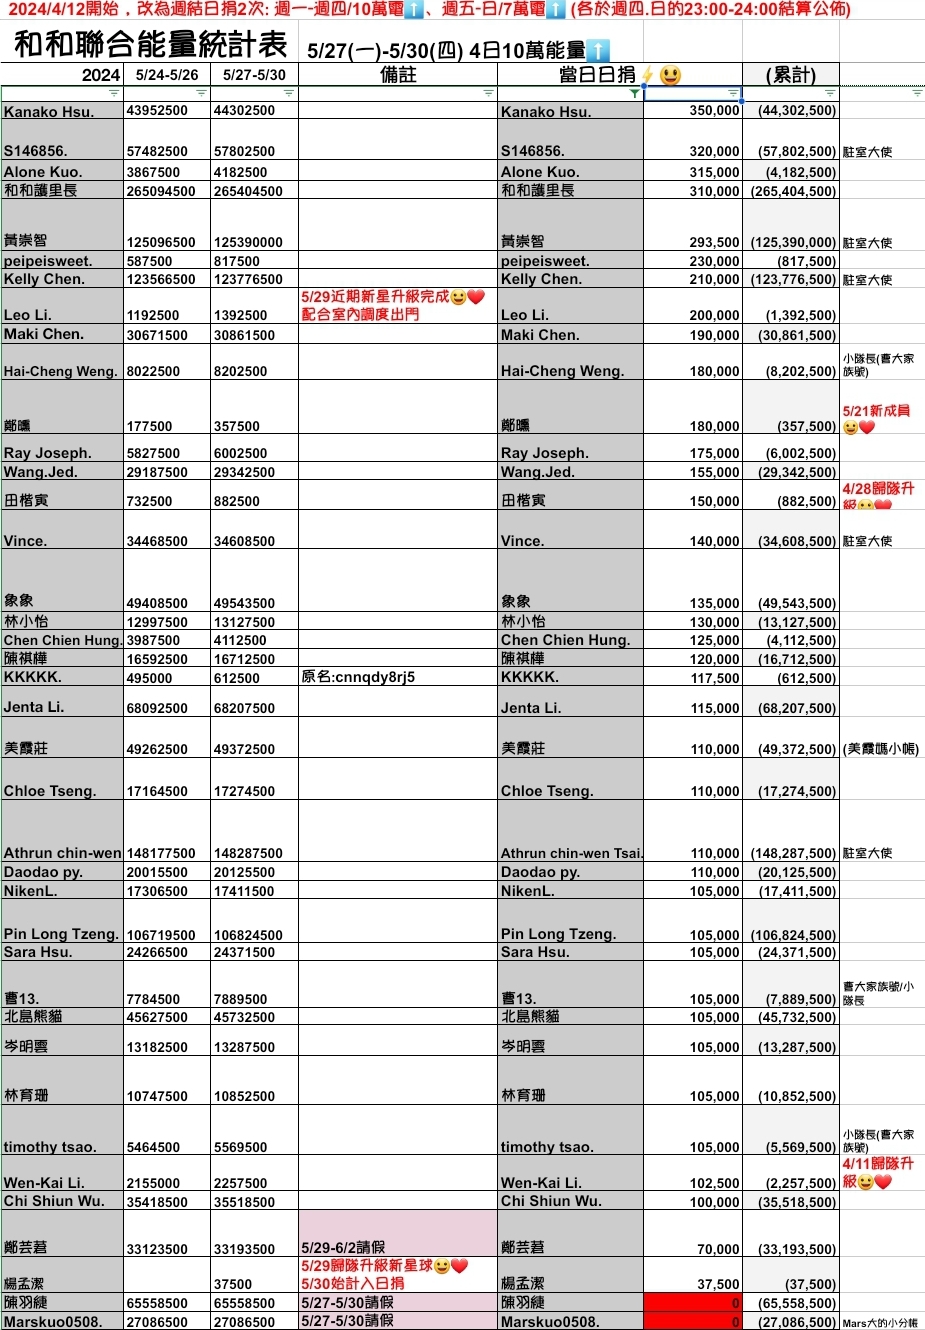 2024/4/12開始，改為週結日捐2次: 週一-週四/10萬電⬆️、週五-日/7萬電⬆️ (各於週四.日的23:00-24:00結算公佈)
和和聯合能量統計表 5/27(一)-5/30(四) 4日10萬能量⬆️
2024 5/24-5/26 5/27-5/30 備註 當日日捐⚡😃 (累計)
Kanako Hsu. 43952500 44302500 Kanako Hsu. 350,000 (44,302,500)
S146856. 57482500 57802500 S146856. 320,000 (57,802,500) 駐室大使
Alone Kuo. 3867500 4182500 Alone Kuo. 315,000 (4,182,500)
和和護里長 265094500 265404500 和和護里長 310,000 (265,404,500)
黃崇智 125096500 125390000 黃崇智 293,500 (125,390,000) 駐室大使
peipeisweet. 587500 817500 peipeisweet. 230,000 (817,500)
Kelly Chen. 123566500 123776500 Kelly Chen. 210,000 (123,776,500) 駐室大使
5/29近期新星升級完成😀❤️
Leo Li. 1192500 1392500 配合室內調度出門 Leo Li. 200,000 (1,392,500)
Maki Chen. 30671500 30861500 Maki Chen. 190,000 (30,861,500)
小隊長(曹大家
Hai-Cheng Weng. 8022500 8202500 Hai-Cheng Weng. 180,000 (8,202,500) 族號)
5/21新成員
鄭曛 177500 357500 鄭曛 180,000 (357,500) 😀❤️
Ray Joseph. 5827500 6002500 Ray Joseph. 175,000 (6,002,500)
Wang.Jed. 29187500 29342500 Wang.Jed. 155,000 (29,342,500)
4/28歸隊升
田楷寅 732500 882500 田楷寅 150,000 (882,500) 級😀❤️
Vince. 34468500 34608500 Vince. 140,000 (34,608,500) 駐室大使
象象 49408500 49543500 象象 135,000 (49,543,500)
林小怡 12997500 13127500 林小怡 130,000 (13,127,500)
Chen Chien Hung. 3987500 4112500 Chen Chien Hung. 125,000 (4,112,500)
陳祺樺 16592500 16712500 陳祺樺 120,000 (16,712,500)
KKKKK. 495000 612500 原名:cnnqdy8rj5 KKKKK. 117,500 (612,500)
Jenta Li. 68092500 68207500 Jenta Li. 115,000 (68,207,500)
美霞莊 49262500 49372500 美霞莊 110,000 (49,372,500) (美霞媽小帳)
Chloe Tseng. 17164500 17274500 Chloe Tseng. 110,000 (17,274,500)
Athrun chin-wen 148177500 148287500 Athrun chin-wen Tsai. 110,000 (148,287,500) 駐室大使
Daodao py. 20015500 20125500 Daodao py. 110,000 (20,125,500)
NikenL. 17306500 17411500 NikenL. 105,000 (17,411,500)
Pin Long Tzeng. 106719500 106824500 Pin Long Tzeng. 105,000 (106,824,500)
Sara Hsu. 24266500 24371500 Sara Hsu. 105,000 (24,371,500)
曹大家族號/小
曹13. 7784500 7889500 曹13. 105,000 (7,889,500) 隊長
北島熊貓 45627500 45732500 北島熊貓 105,000 (45,732,500)
岑明雲 13182500 13287500 岑明雲 105,000 (13,287,500)
林育珊 10747500 10852500 林育珊 105,000 (10,852,500)
小隊長(曹大家
timothy tsao. 5464500 5569500 timothy tsao. 105,000 (5,569,500) 族號)
4/11歸隊升
Wen-Kai Li. 2155000 2257500 Wen-Kai Li. 102,500 (2,257,500) 級😀❤️
Chi Shiun Wu. 35418500 35518500 Chi Shiun Wu. 100,000 (35,518,500)
鄭芸莙 33123500 33193500 5/29-6/2請假 鄭芸莙 70,000 (33,193,500)
5/29歸隊升級新星球😀❤️
楊孟潔 37500 5/30始計入日捐 楊孟潔 37,500 (37,500)
陳羽緁 65558500 65558500 5/27-5/30請假 陳羽緁 0 (65,558,500)
Marskuo0508. 27086500 27086500 5/27-5/30請假 Marskuo0508. 0 (27,086,500) Mars大的小分帳